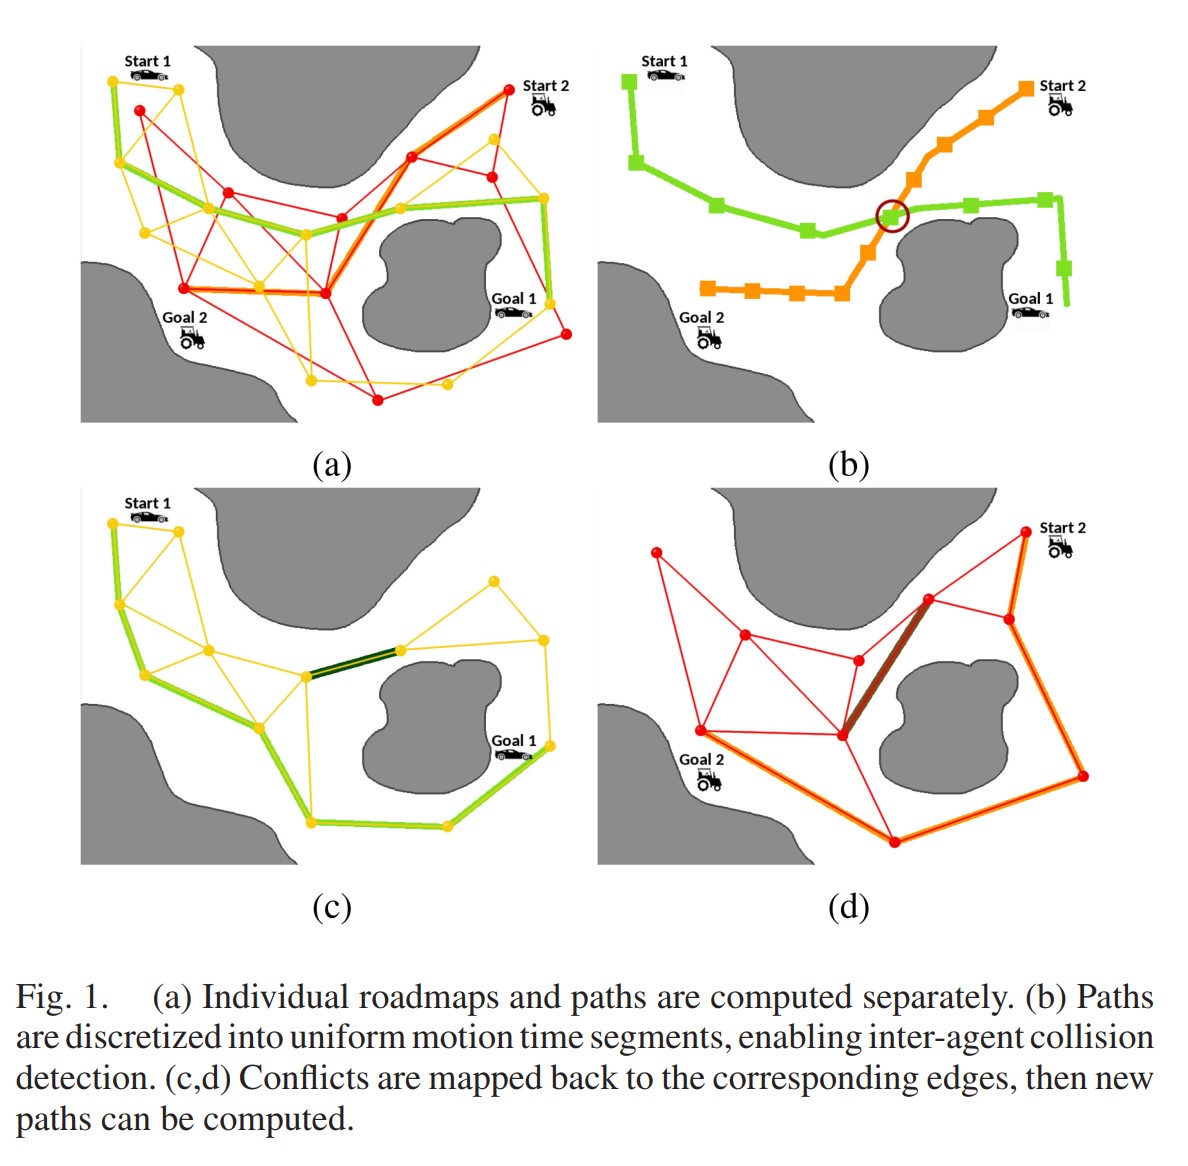 Start 1
Start 2
Goal 2
Goal 1
(a)
Start 1
Start 2
Goal 2
Goal 1
(b)
Start 1
Goal 1
(c)
Start 2
Goal 2
(d)
Fig. 1. (a) Individual roadmaps and paths are computed separately. (b) Paths
are discretized into uniform motion time segments, enabling inter-agent collision
detection. (c,d) Conflicts are mapped back to the corresponding edges, then new
paths can be computed.